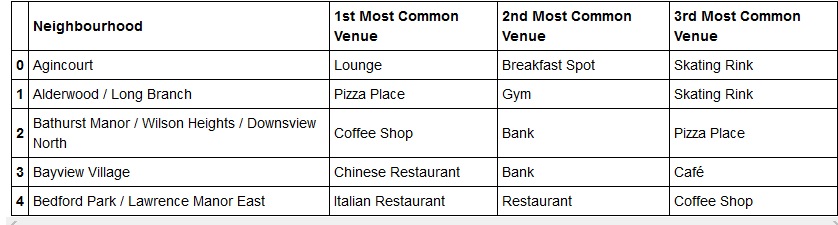 Neighbourhood 1st Most Common Venue 2nd Most Common Venue 3rd Most Common Venue
0 Agincourt Lounge Breakfast Spot Skating Rink
1 Alderwood / Long Branch Pizza Place Gym Skating Rink
2 Bathurst Manor / Wilson Heights / Downsview North Coffee Shop Bank Pizza Place
3 Bayview Village Chinese Restaurant Bank Café
4 Bedford Park / Lawrence Manor East Italian Restaurant Restaurant Coffee Shop